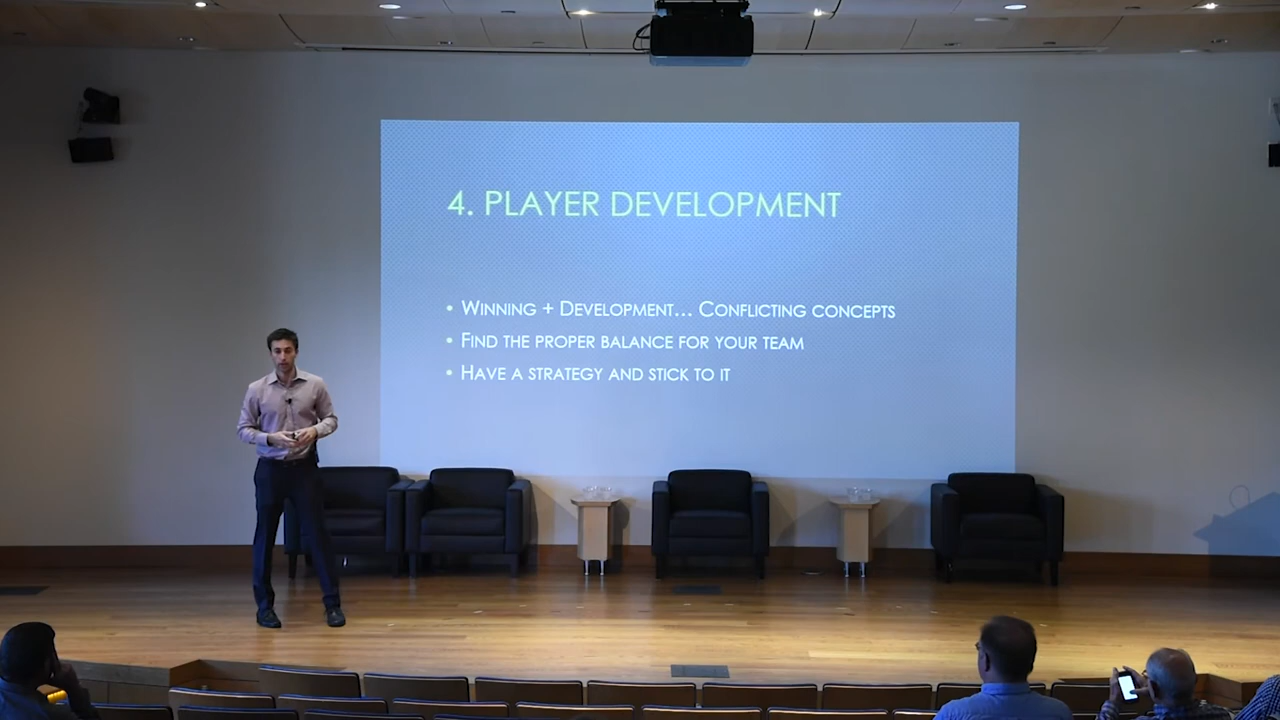 4. PLAYER DEVELOPMENT
• WINNING + DEVELOPMENT... CONFLICTING CONCEPTS
• FIND THE PROPER BALANCE FOR YOUR TEAM
• HAVE A STRATEGY AND STICK TO IT